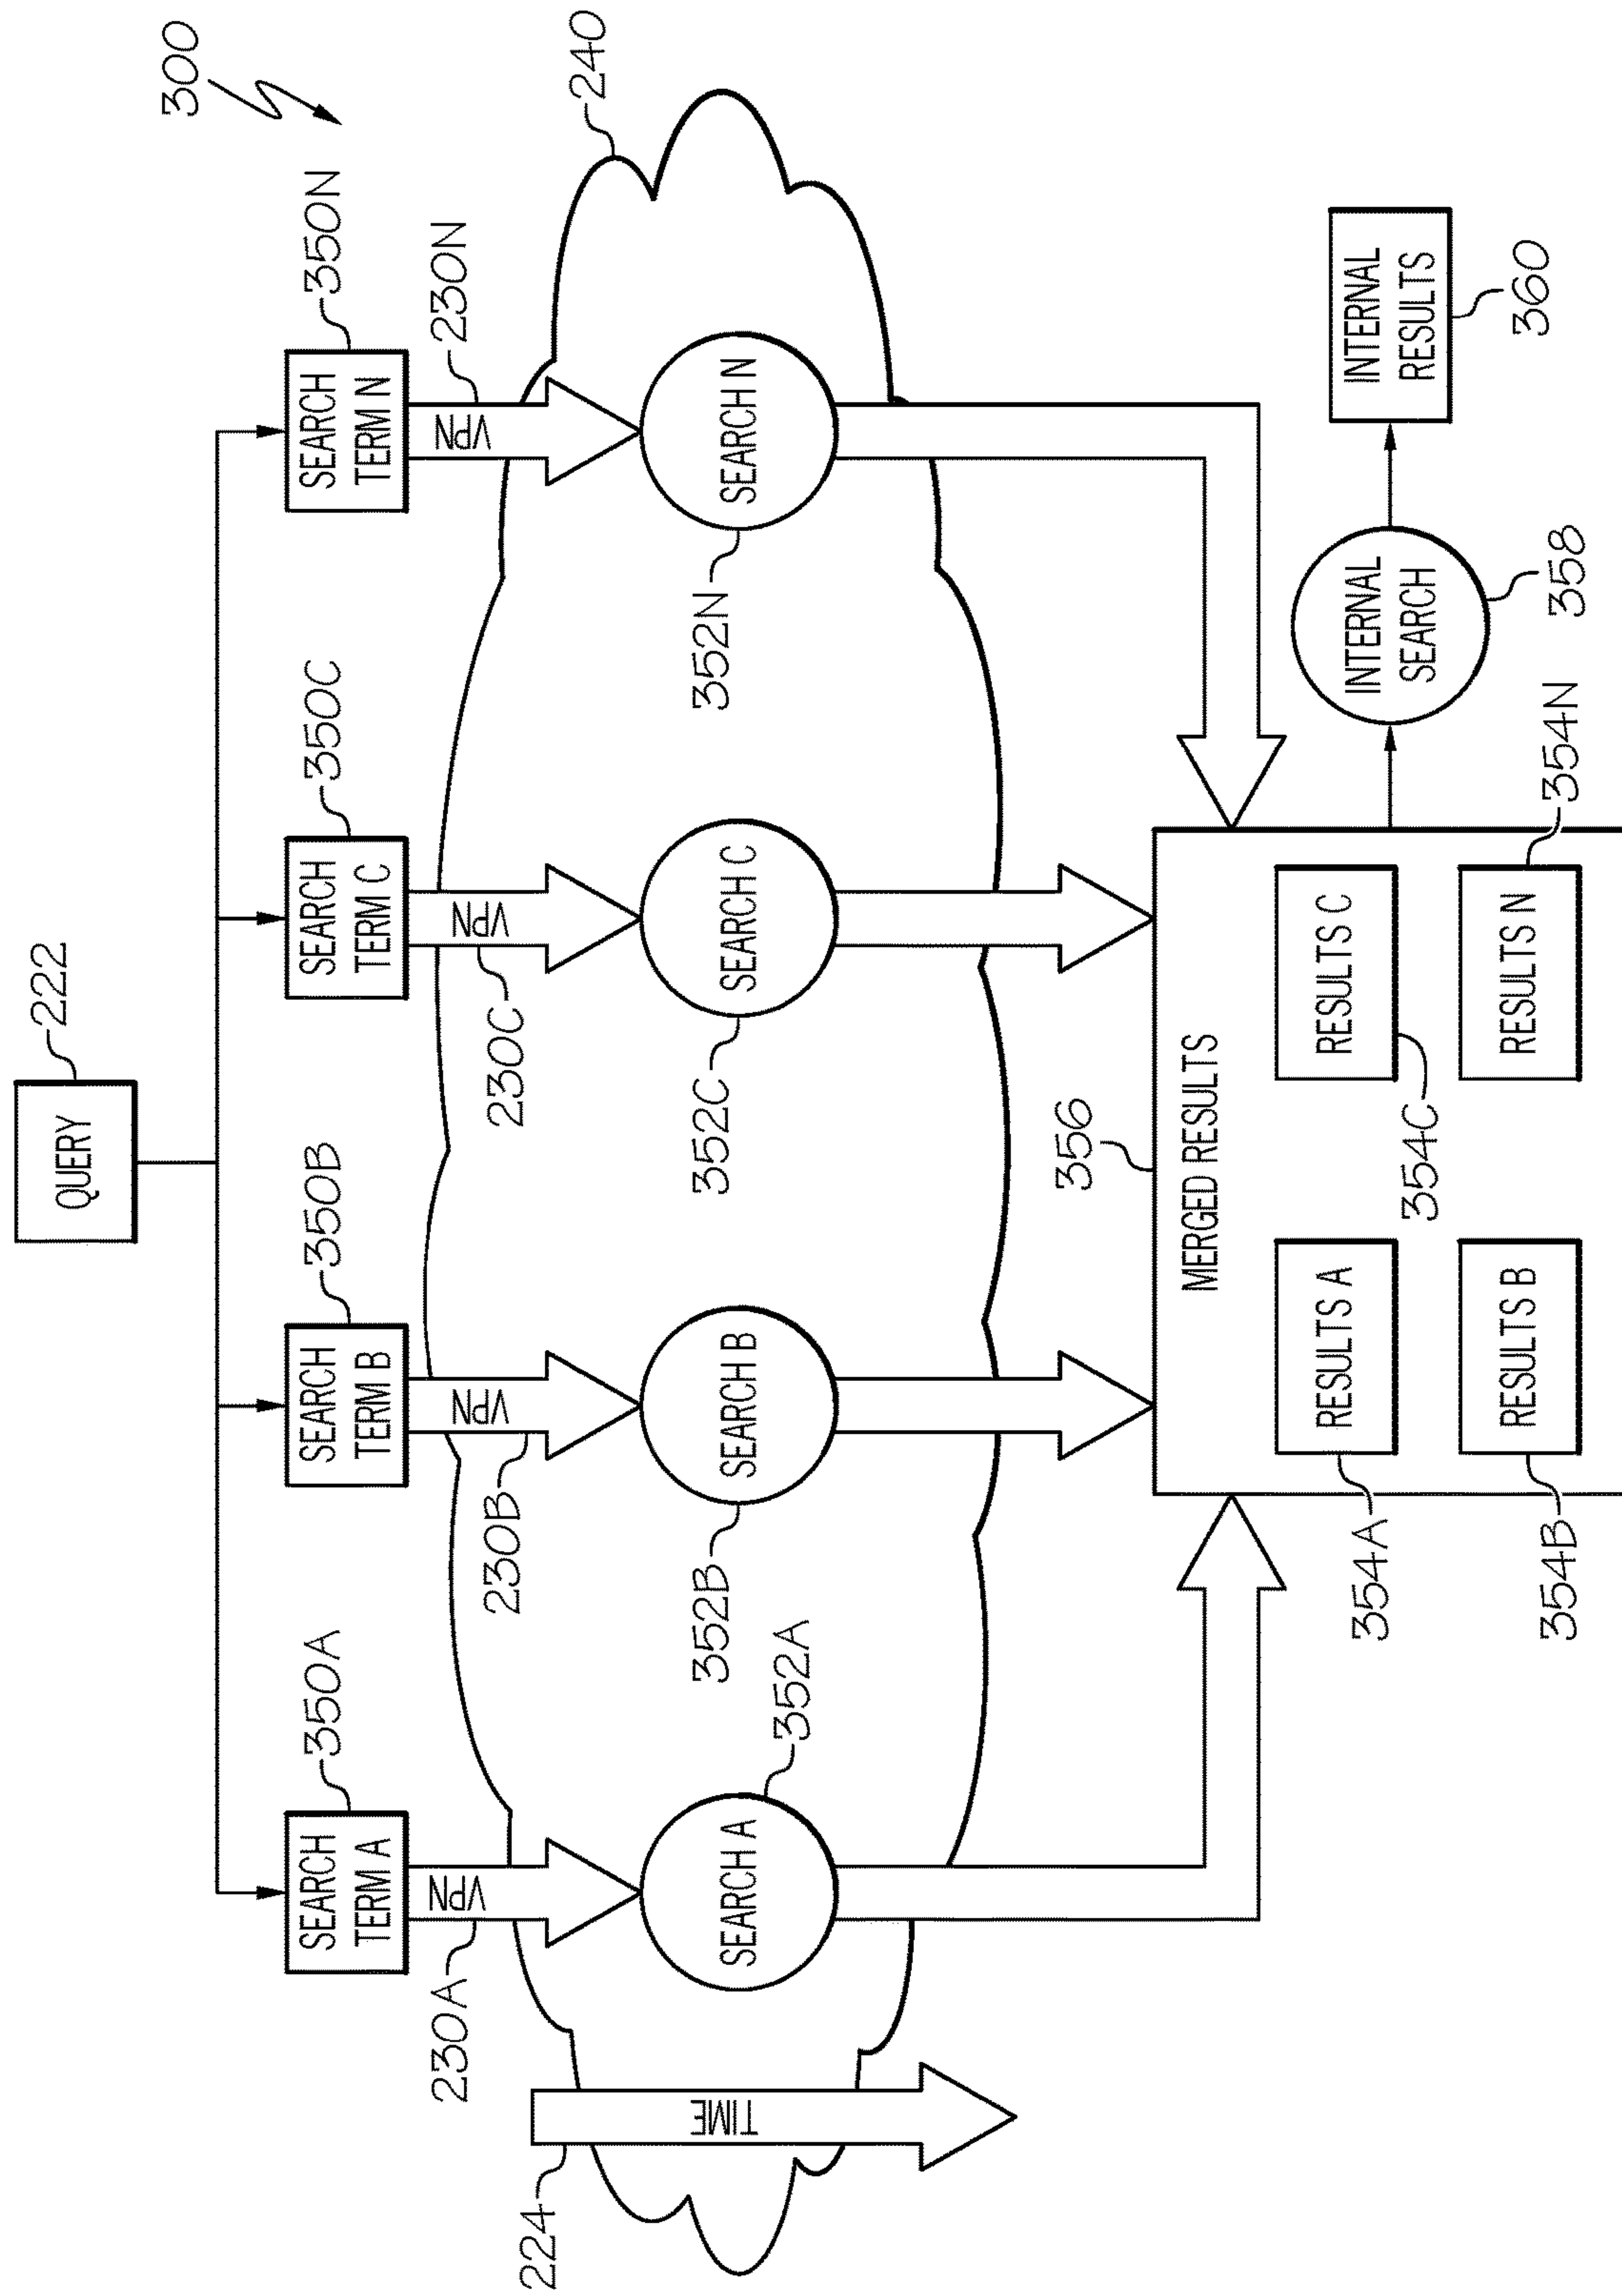 300
QUERY
222
SEARCH
TERM A
350A
SEARCH
TERM B
350B
SEARCH
TERM C
350C
SEARCH
TERM N
350N
VPN
230A
VPN
230B
VPN
230C
VPN
230N
240
224
TIME
SEARCH A
352A
SEARCH B
352B
SEARCH C
352C
SEARCH N
352N
356
MERGED RESULTS
RESULTS A
354A
RESULTS C
354C
RESULTS B
354B
RESULTS N
354N
INTERNAL
SEARCH
358
INTERNAL
RESULTS
360